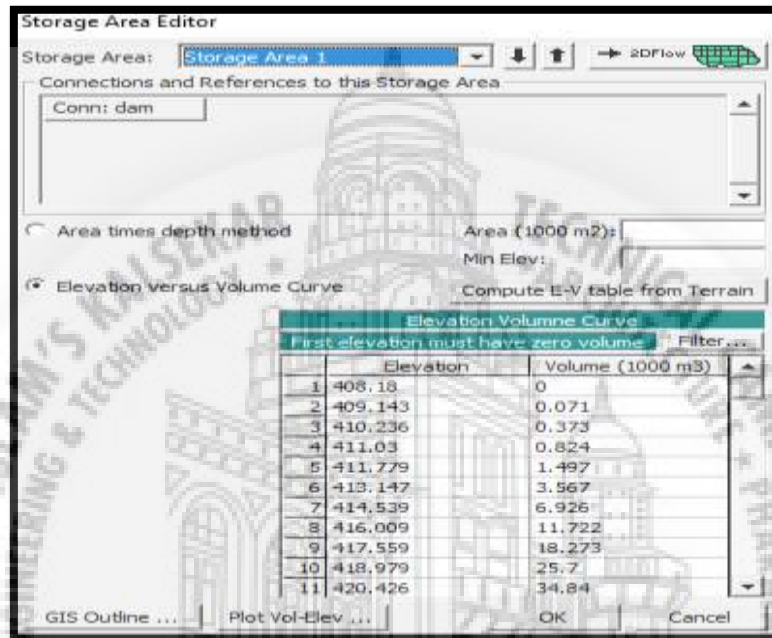 Storage Area Editor
Storage Area: Storage Area 1 2DFlow
Connections and References to this Storage Area
Conn: dam
Area times depth method Area (1000 m2):
Min Elev:
Elevation versus Volume Curve Compute E-V table from Terrain
Elevation Volumne Curve
First elevation must have zero volume Filter...
Elevation Volume (1000 m3)
1 408.18 0
2 409.143 0.071
3 410.236 0.373
4 411.03 0.824
5 411.779 1.497
6 413.147 3.567
7 414.539 6.926
8 416.009 11.722
9 417.559 18.273
10 418.979 25.7
11 420.426 34.84
GIS Outline ... Plot Vol-Elev ... OK Cancel
KALSEKAR
TECHNOLOGY